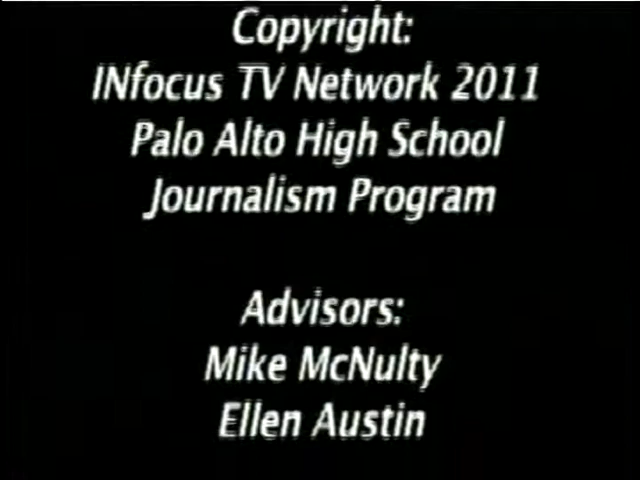 Copyright:
INfocus TV Network 2011
Palo Alto High School
Journalism Program
Advisors:
Mike McNulty
Ellen Austin